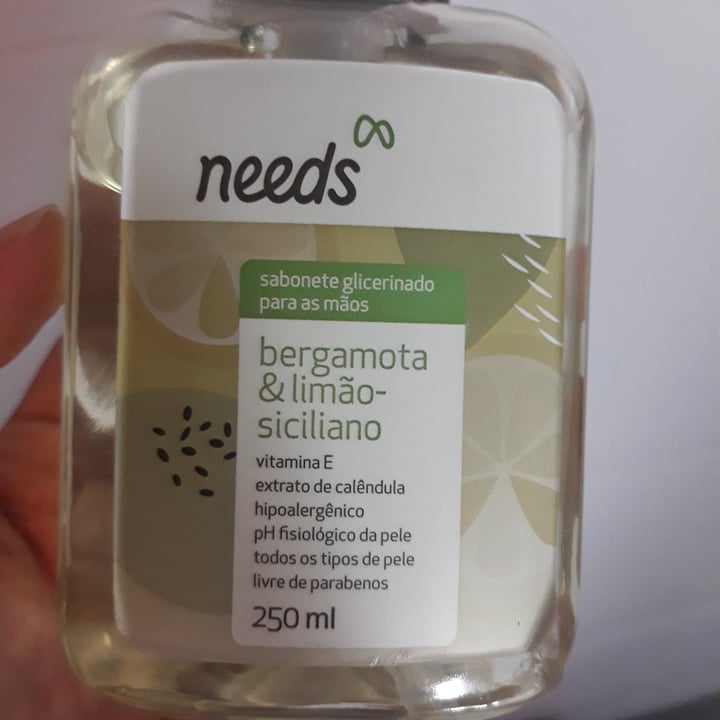 needs
sabonete glicerinado
para as mãos
bergamota
& limão-
siciliano
vitamina E
extrato de calêndula
hipoalergênico
pH fisiológico da pele
todos os tipos de pele
livre de parabenos
250 ml